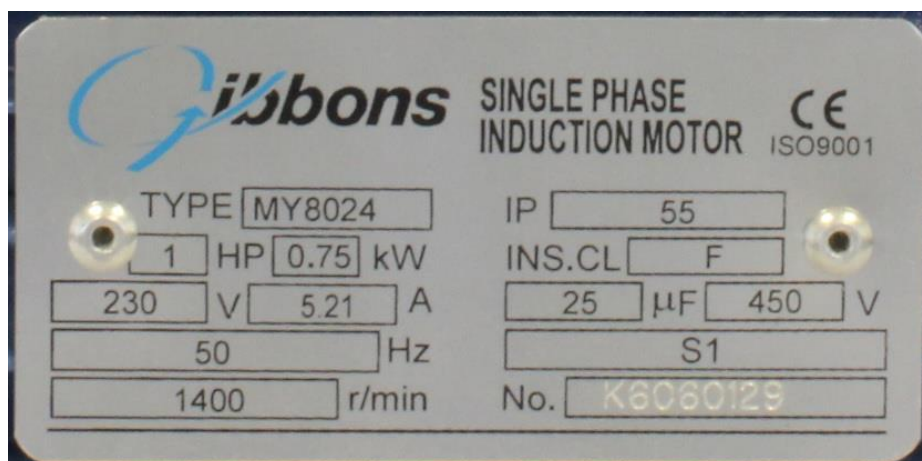 Gibbons
SINGLE PHASE
INDUCTION MOTOR
CE
ISO9001
TYPE MY8024
1 HP 0.75 kW
230 V 5.21 A
50 Hz
1400 r/min
IP 55
INS.CL F
25 µF 450 V
S1
No. K6060129